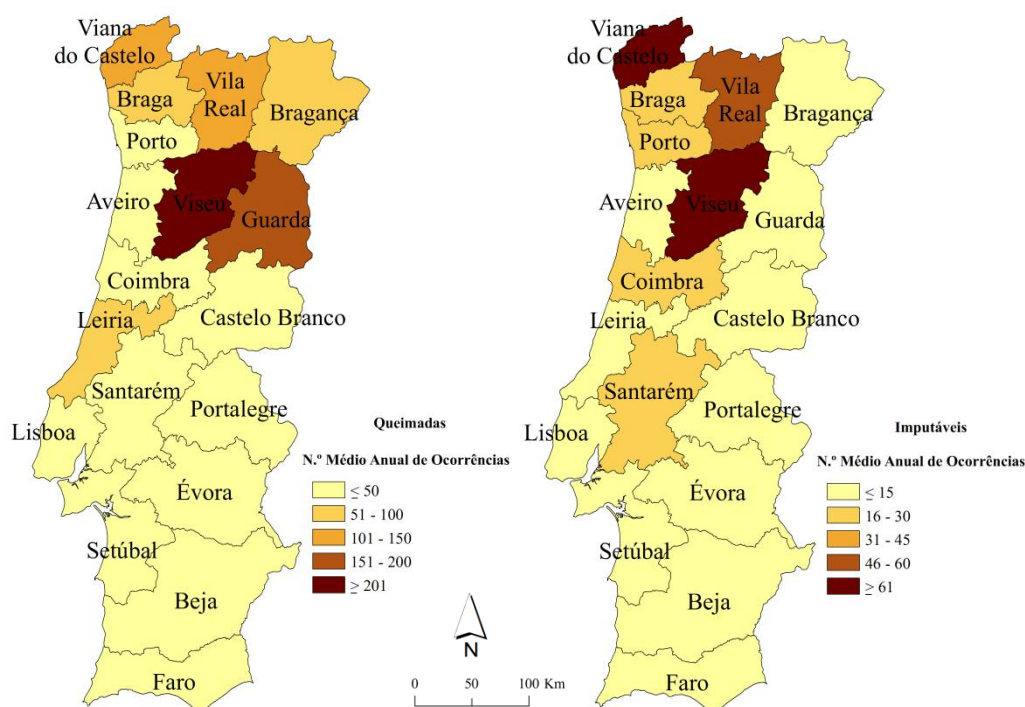 Viana
do Castelo
Braga
Vila
Real
Bragança
Porto
Aveiro
Viseu
Guarda
Coimbra
Leiria
Castelo Branco
Santarém
Portalegre
Lisboa
Évora
Setúbal
Beja
Faro
Queimadas
N.º Médio Anual de Ocorrências
≤ 50
51 - 100
101 - 150
151 - 200
≥ 201
N
0 50 100 Km
Viana
do Castelo
Braga
Vila
Real
Bragança
Porto
Aveiro
Viseu
Guarda
Coimbra
Leiria
Castelo Branco
Santarém
Portalegre
Lisboa
Évora
Setúbal
Beja
Faro
Imputáveis
N.º Médio Anual de Ocorrências
≤ 15
16 - 30
31 - 45
46 - 60
≥ 61